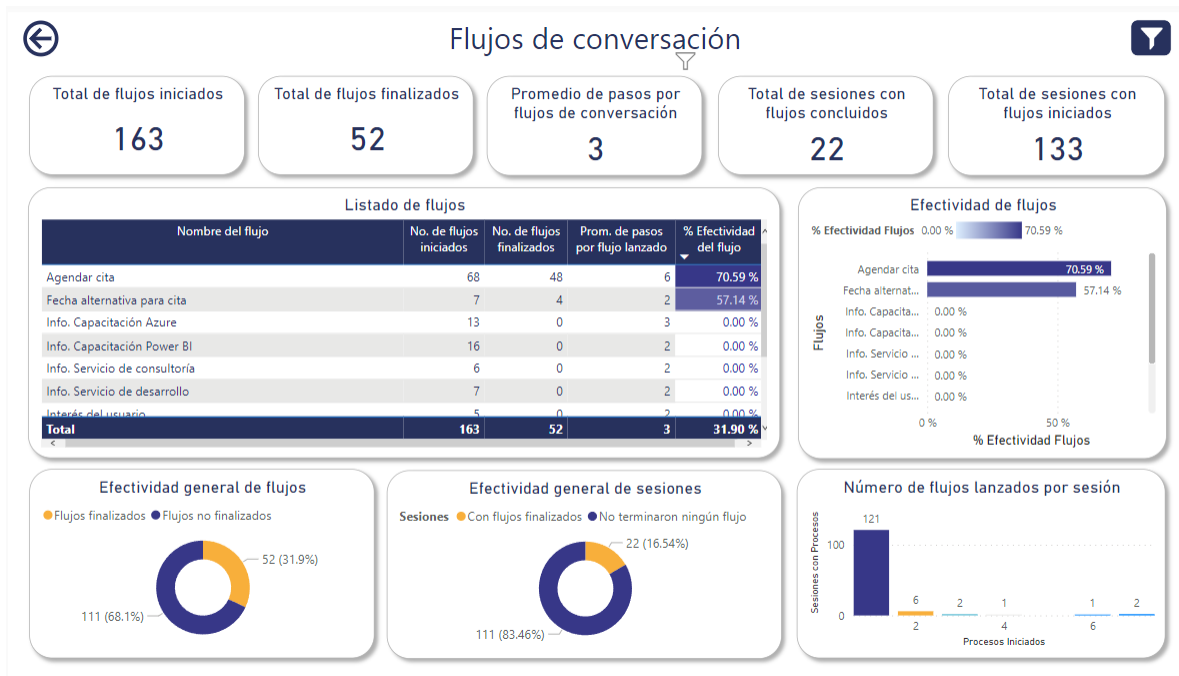 Flujos de conversación
Total de flujos iniciados
163
Total de flujos finalizados
52
Promedio de pasos por
flujos de conversación
3
Total de sesiones con
flujos concluidos
22
Total de sesiones con
flujos iniciados
133
Listado de flujos
Nombre del flujo No. de flujos iniciados No. de flujos finalizados Prom. de pasos por flujo lanzado % Efectividad del flujo
Agendar cita 68 48 6 70.59 %
Fecha alternativa para cita 7 4 2 57.14 %
Info. Capacitación Azure 13 0 3 0.00 %
Info. Capacitación Power BI 16 0 2 0.00 %
Info. Servicio de consultoría 6 0 2 0.00 %
Info. Servicio de desarrollo 7 0 2 0.00 %
Interés del usuario 5 0 2 0.00 %
Total 163 52 3 31.90 %
Efectividad de flujos
% Efectividad Flujos 0.00 % 70.59 %
Flujos
Agendar cita 70.59 %
Fecha alternat... 57.14 %
Info. Capacita... 0.00 %
Info. Capacita... 0.00 %
Info. Servicio ... 0.00 %
Info. Servicio ... 0.00 %
Interés del us... 0.00 %
0 % 50 %
% Efectividad Flujos
Efectividad general de flujos
Flujos finalizados Flujos no finalizados
52 (31.9%)
111 (68.1%)
Efectividad general de sesiones
Sesiones Con flujos finalizados No terminaron ningún flujo
22 (16.54%)
111 (83.46%)
Número de flujos lanzados por sesión
Sesiones con Procesos
100
0
121 6 2 1 1 2
2 4 6
Procesos Iniciados